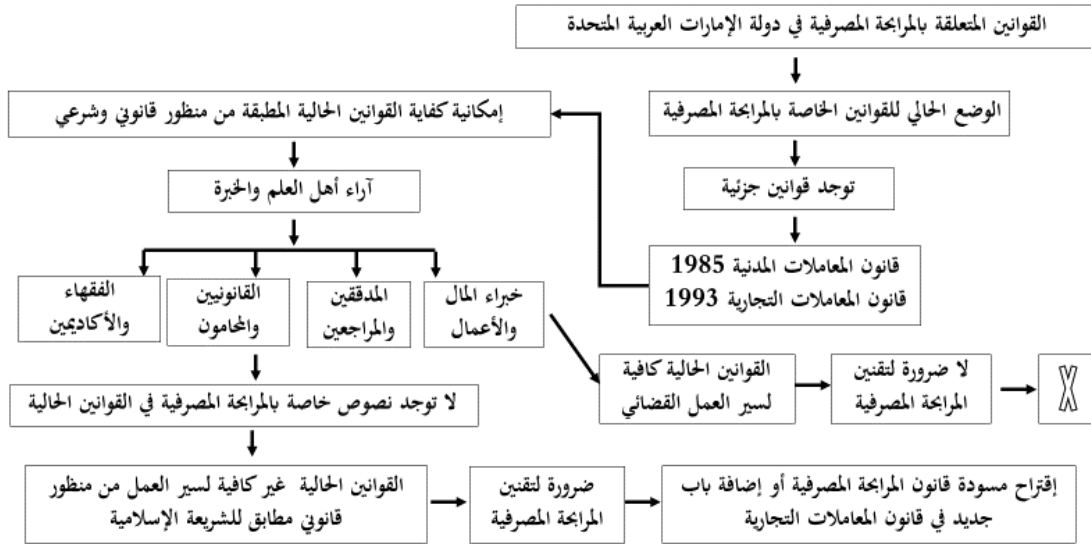 القوانين المتعلقة بالمرابحة المصرفية في دولة الإمارات العربية المتحدة
الوضع الحالي للقوانين الخاصة بالمرابحة المصرفية
توجد قوانين جزئية
قانون المعاملات المدنية 1985
قانون المعاملات التجارية 1993
إمكانية كفاية القوانين الحالية المطبقة من منظور قانوني وشرعي
آراء أهل العلم والخبرة
خبراء المال
والأعمال
المدققين
والمراجعين
القانونيين
والمحامون
الفقهاء
والأكاديمين
القوانين الحالية كافية
لسير العمل القضائي
لا ضرورة لتقنين
المرابحة المصرفية
X
لا توجد نصوص خاصة بالمرابحة المصرفية في القوانين الحالية
القوانين الحالية غير كافية لسير العمل من منظور
قانوني مطابق للشريعة الإسلامية
ضرورة لتقنين
المرابحة المصرفية
إقتراح مسودة قانون المرابحة المصرفية أو إضافة باب
جديد في قانون المعاملات التجارية